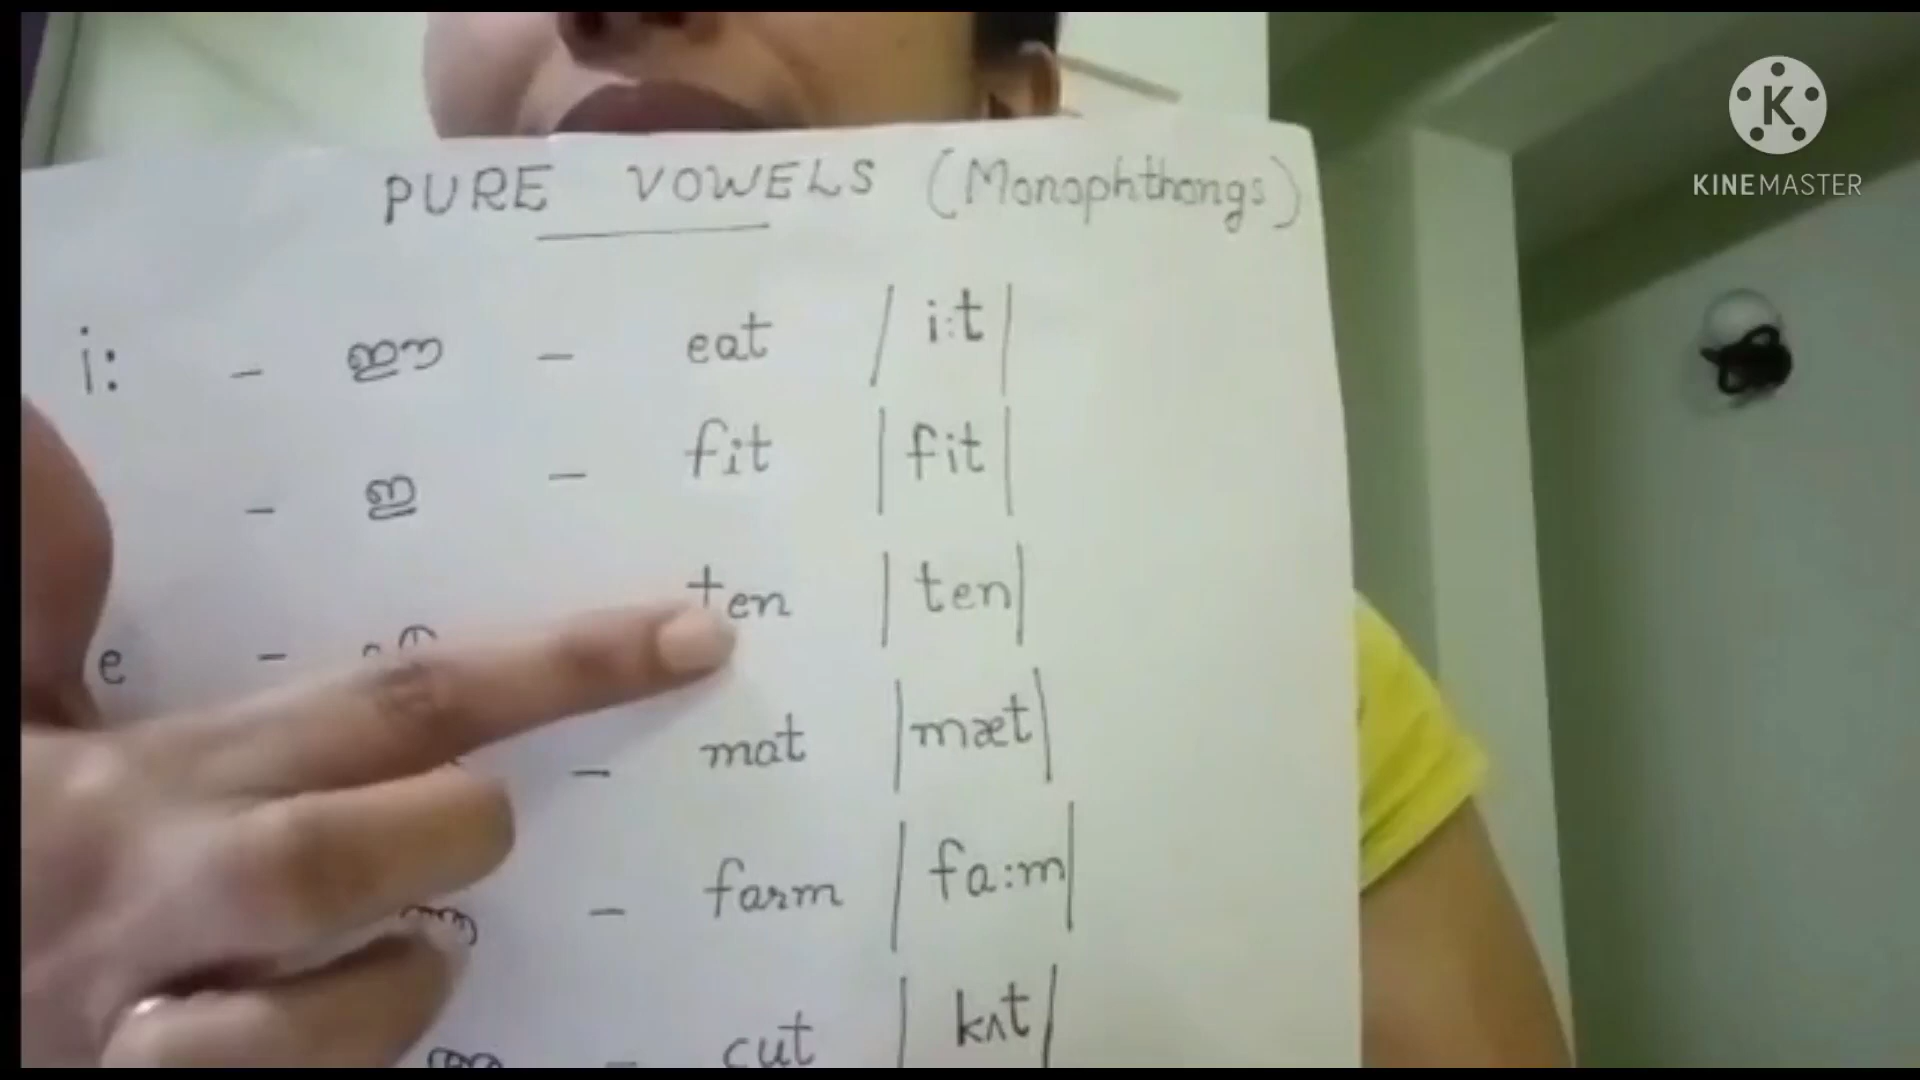 PURE VOWELS (Monophthongs)
i: - ഈ - eat / i:t |
- ഇ - fit | fit |
e - ten | ten |
- mat | mæt |
- farm | fa:m |
- cut | kʌt |
K
KINEMASTER